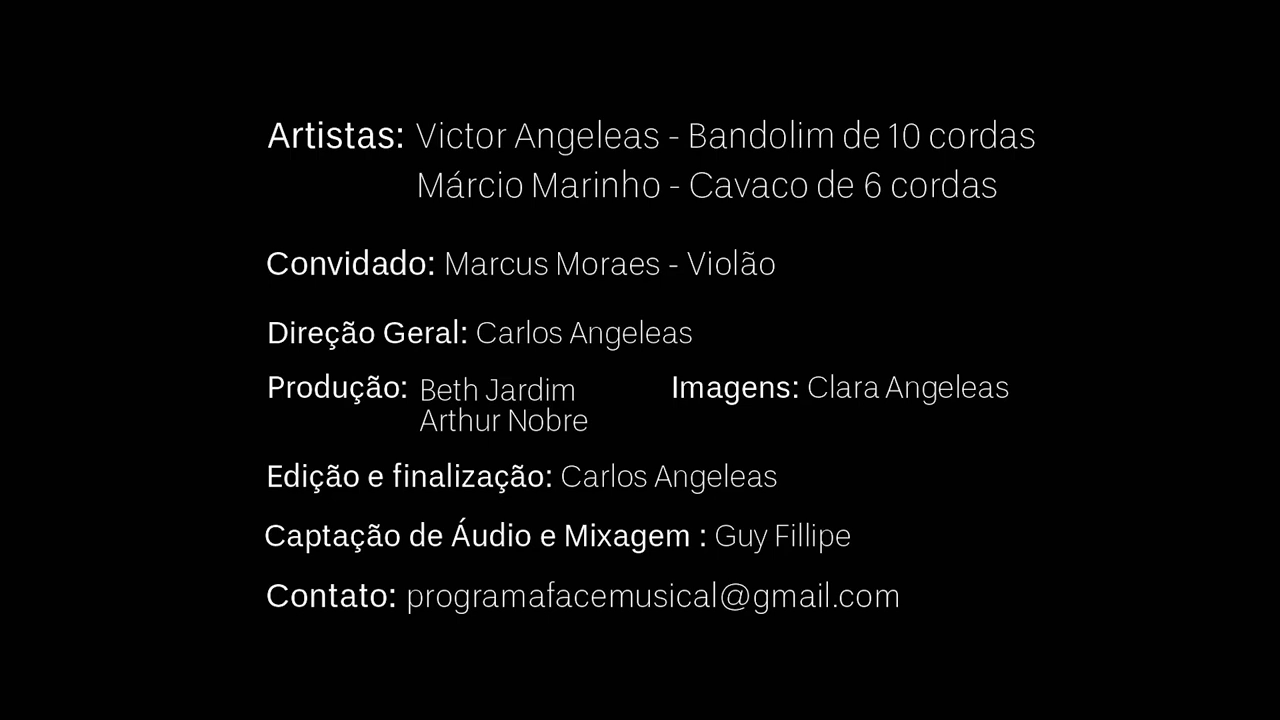 Artistas: Victor Angeleas - Bandolim de 10 cordas
Márcio Marinho - Cavaco de 6 cordas
Convidado: Marcus Moraes - Violão
Direção Geral: Carlos Angeleas
Produção: Beth Jardim Imagens: Clara Angeleas
Arthur Nobre
Edição e finalização: Carlos Angeleas
Captação de Áudio e Mixagem : Guy Fillipe
Contato: programafacemusical@gmail.com